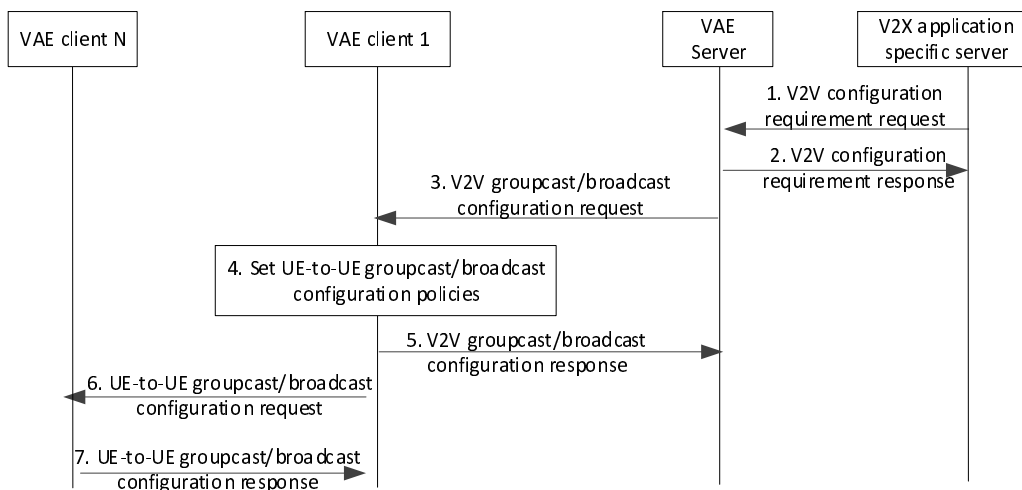 VAE client N
VAE client 1
VAE
Server
V2X application
specific server
1. V2V configuration
requirement request
2. V2V configuration
requirement response
3. V2V groupcast/broadcast
configuration request
4. Set UE-to-UE groupcast/broadcast
configuration policies
5. V2V groupcast/broadcast
configuration response
6. UE-to-UE groupcast/broadcast
configuration request
7. UE-to-UE groupcast/broadcast
configuration response